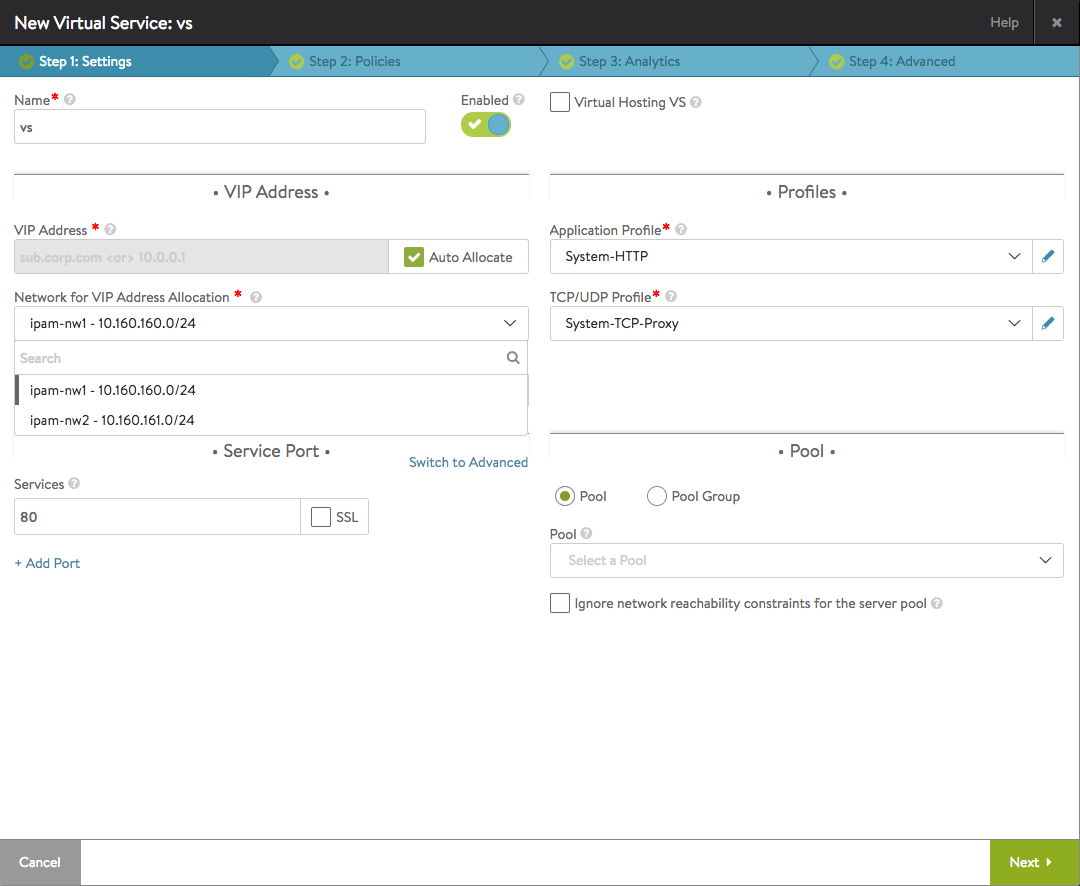 New Virtual Service: vs
Help
Step 1: Settings
Step 2: Policies
Step 3: Analytics
Step 4: Advanced
Name*
Enabled
Virtual Hosting VS
vs
• VIP Address •
• Profiles •
VIP Address *
sub.corp.com <or> 10.0.0.1
Auto Allocate
Application Profile*
System-HTTP
Network for VIP Address Allocation *
ipam-nw1 - 10.160.160.0/24
Search
ipam-nw1 - 10.160.160.0/24
ipam-nw2 - 10.160.161.0/24
TCP/UDP Profile*
System-TCP-Proxy
• Service Port •
Switch to Advanced
Services
80
SSL
+ Add Port
• Pool •
Pool
Pool Group
Pool
Select a Pool
Ignore network reachability constraints for the server pool
Cancel
Next